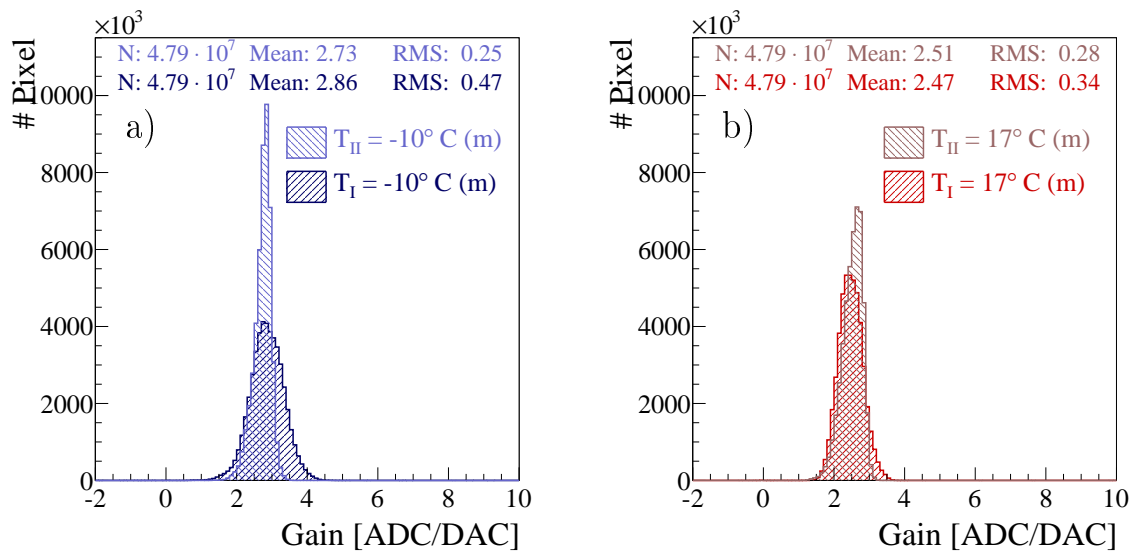 ×10³
N: 4.79 · 10⁷ Mean: 2.73 RMS: 0.25
N: 4.79 · 10⁷ Mean: 2.86 RMS: 0.47
# Pixel
a)
T_II = -10° C (m)
T_I = -10° C (m)
10000
8000
6000
4000
2000
0
-2 0 2 4 6 8 10
Gain [ADC/DAC]
×10³
N: 4.79 · 10⁷ Mean: 2.51 RMS: 0.28
N: 4.79 · 10⁷ Mean: 2.47 RMS: 0.34
# Pixel
b)
T_II = 17° C (m)
T_I = 17° C (m)
10000
8000
6000
4000
2000
0
-2 0 2 4 6 8 10
Gain [ADC/DAC]